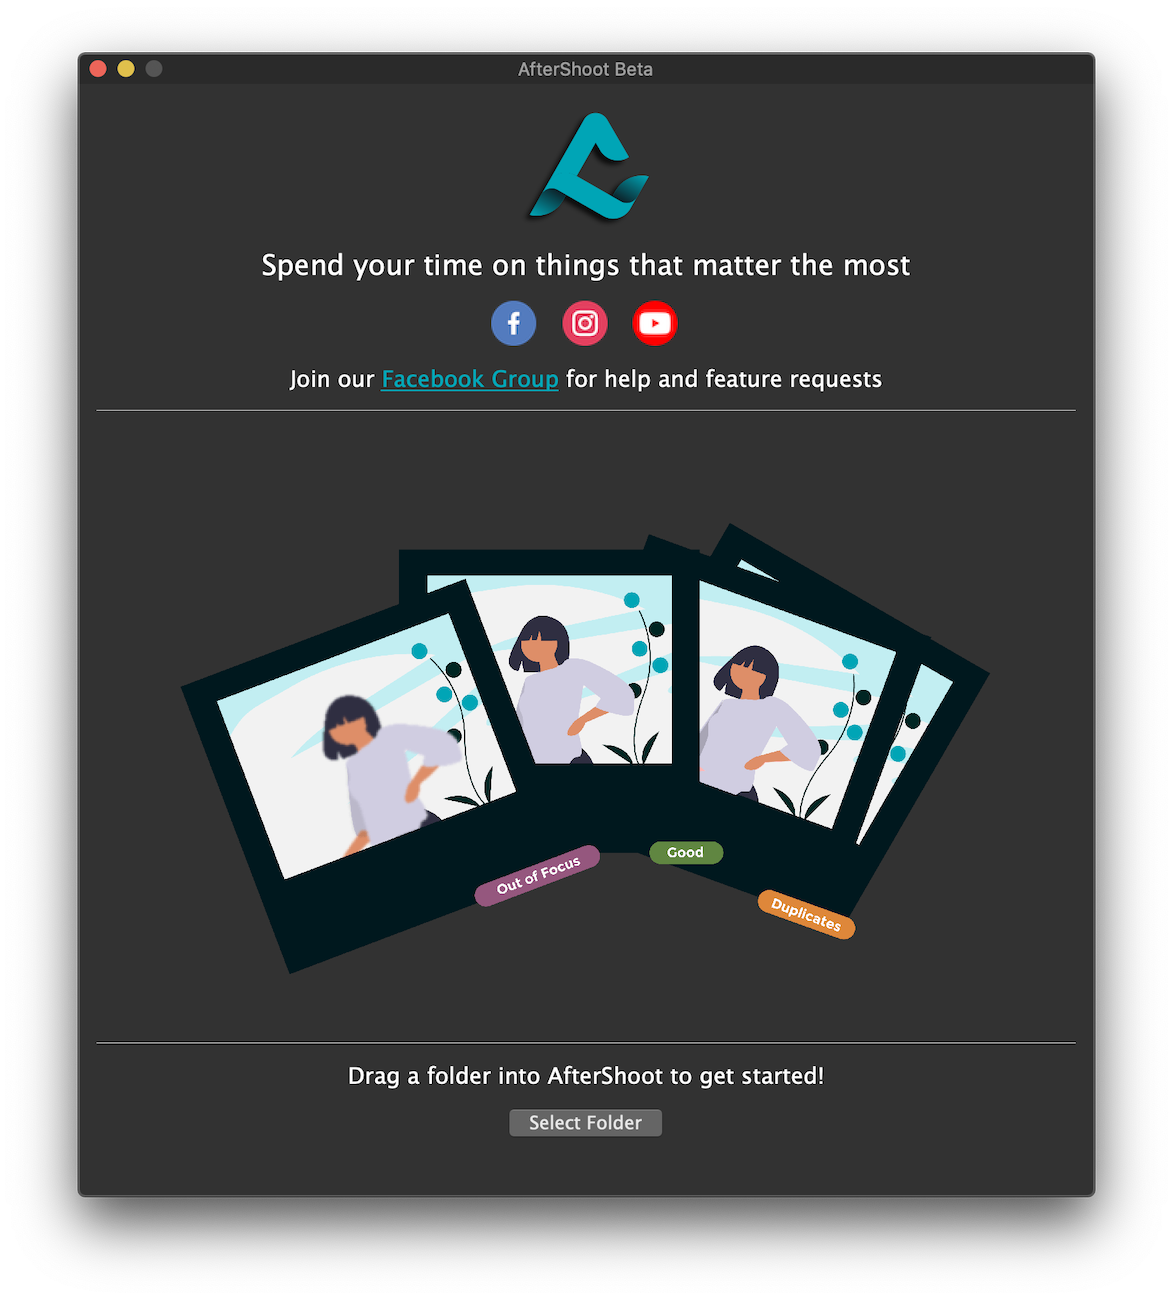 AfterShoot Beta
Spend your time on things that matter the most
Join our Facebook Group for help and feature requests
Out of Focus
Good
Duplicates
Drag a folder into AfterShoot to get started!
Select Folder